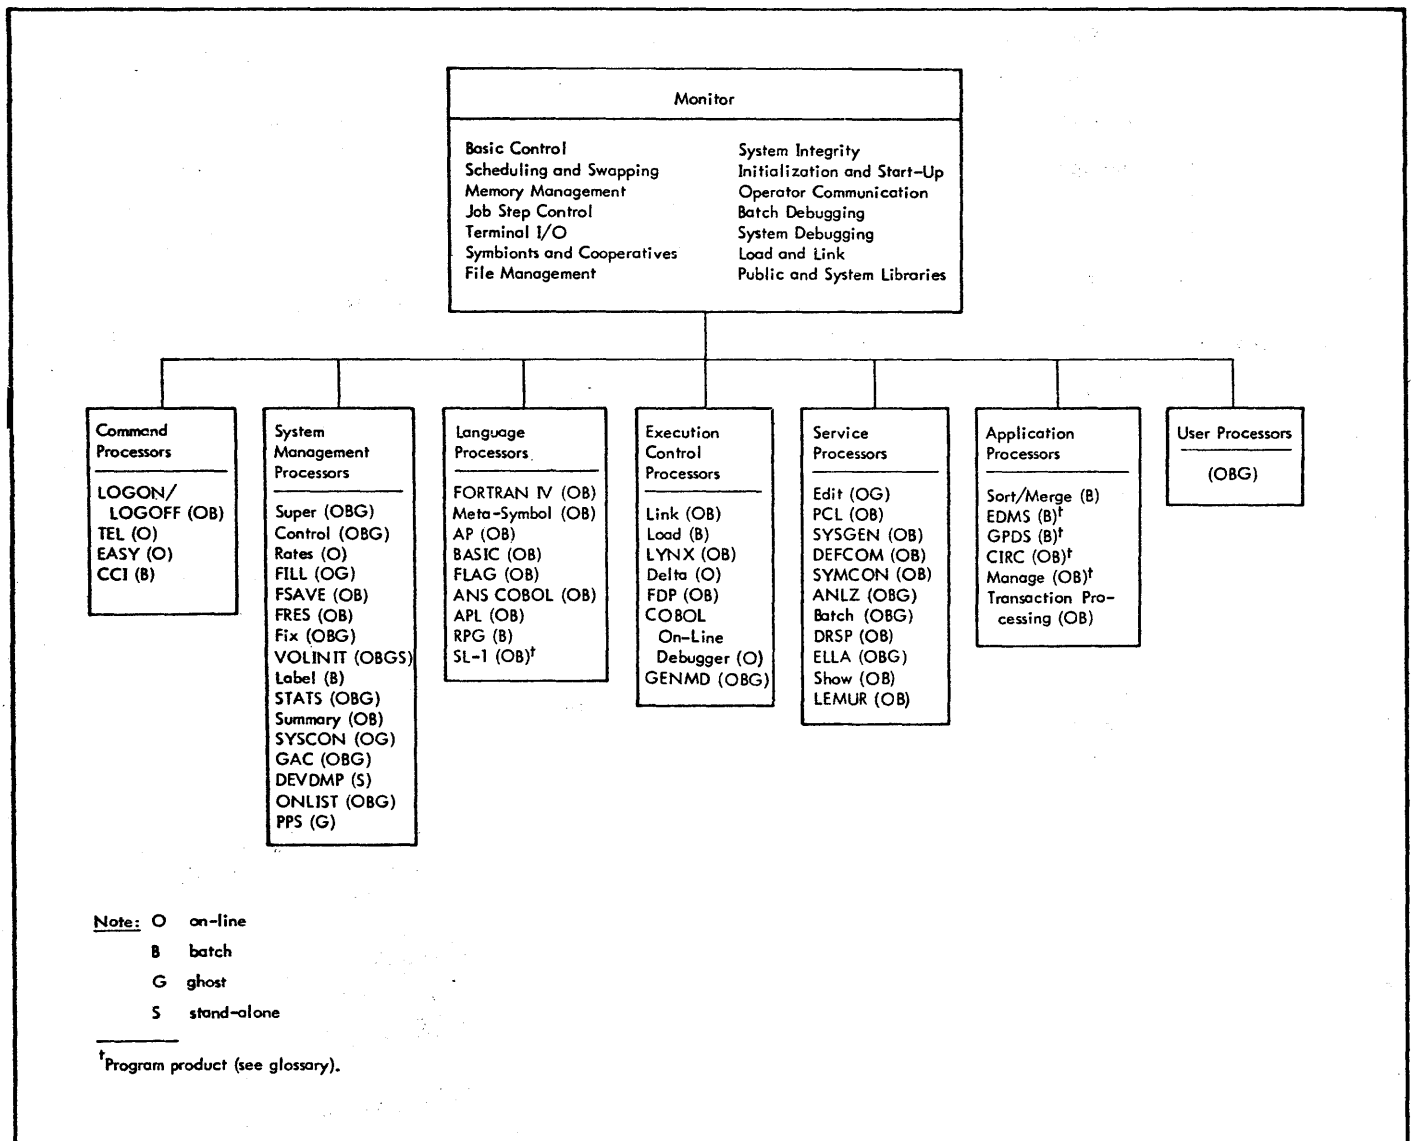 Monitor
Basic Control
Scheduling and Swapping
Memory Management
Job Step Control
Terminal I/O
Symbionts and Cooperatives
File Management
System Integrity
Initialization and Start-Up
Operator Communication
Batch Debugging
System Debugging
Load and Link
Public and System Libraries
Command
Processors
LOGON/
LOGOFF (OB)
TEL (O)
EASY (O)
CCI (B)
System
Management
Processors
Super (OBG)
Control (OBG)
Rates (O)
FILL (OG)
FSAVE (OB)
FRES (OB)
Fix (OBG)
VOLINIT (OBGS)
Label (B)
STATS (OBG)
Summary (OB)
SYSCON (OG)
GAC (OBG)
DEVDMP (S)
ONLIST (OBG)
PPS (G)
Language
Processors
FORTRAN IV (OB)
Meta-Symbol (OB)
AP (OB)
BASIC (OB)
FLAG (OB)
ANS COBOL (OB)
APL (OB)
RPG (B)
SL-1 (OB)†
Execution
Control
Processors
Link (OB)
Load (B)
LYNX (OB)
Delta (O)
FDP (OB)
COBOL
On-Line
Debugger (O)
GENMD (OBG)
Service
Processors
Edit (OG)
PCL (OB)
SYSGEN (OB)
DEFCOM (OB)
SYMCON (OB)
ANLZ (OBG)
Batch (OBG)
DRSP (OB)
ELLA (OBG)
Show (OB)
LEMUR (OB)
Application
Processors
Sort/Merge (B)
EDMS (B)†
GPDS (B)†
CIRC (OB)†
Manage (OB)†
Transaction Pro-
cessing (OB)
User Processors
(OBG)
Note: O on-line
B batch
G ghost
S stand-alone
†Program product (see glossary).